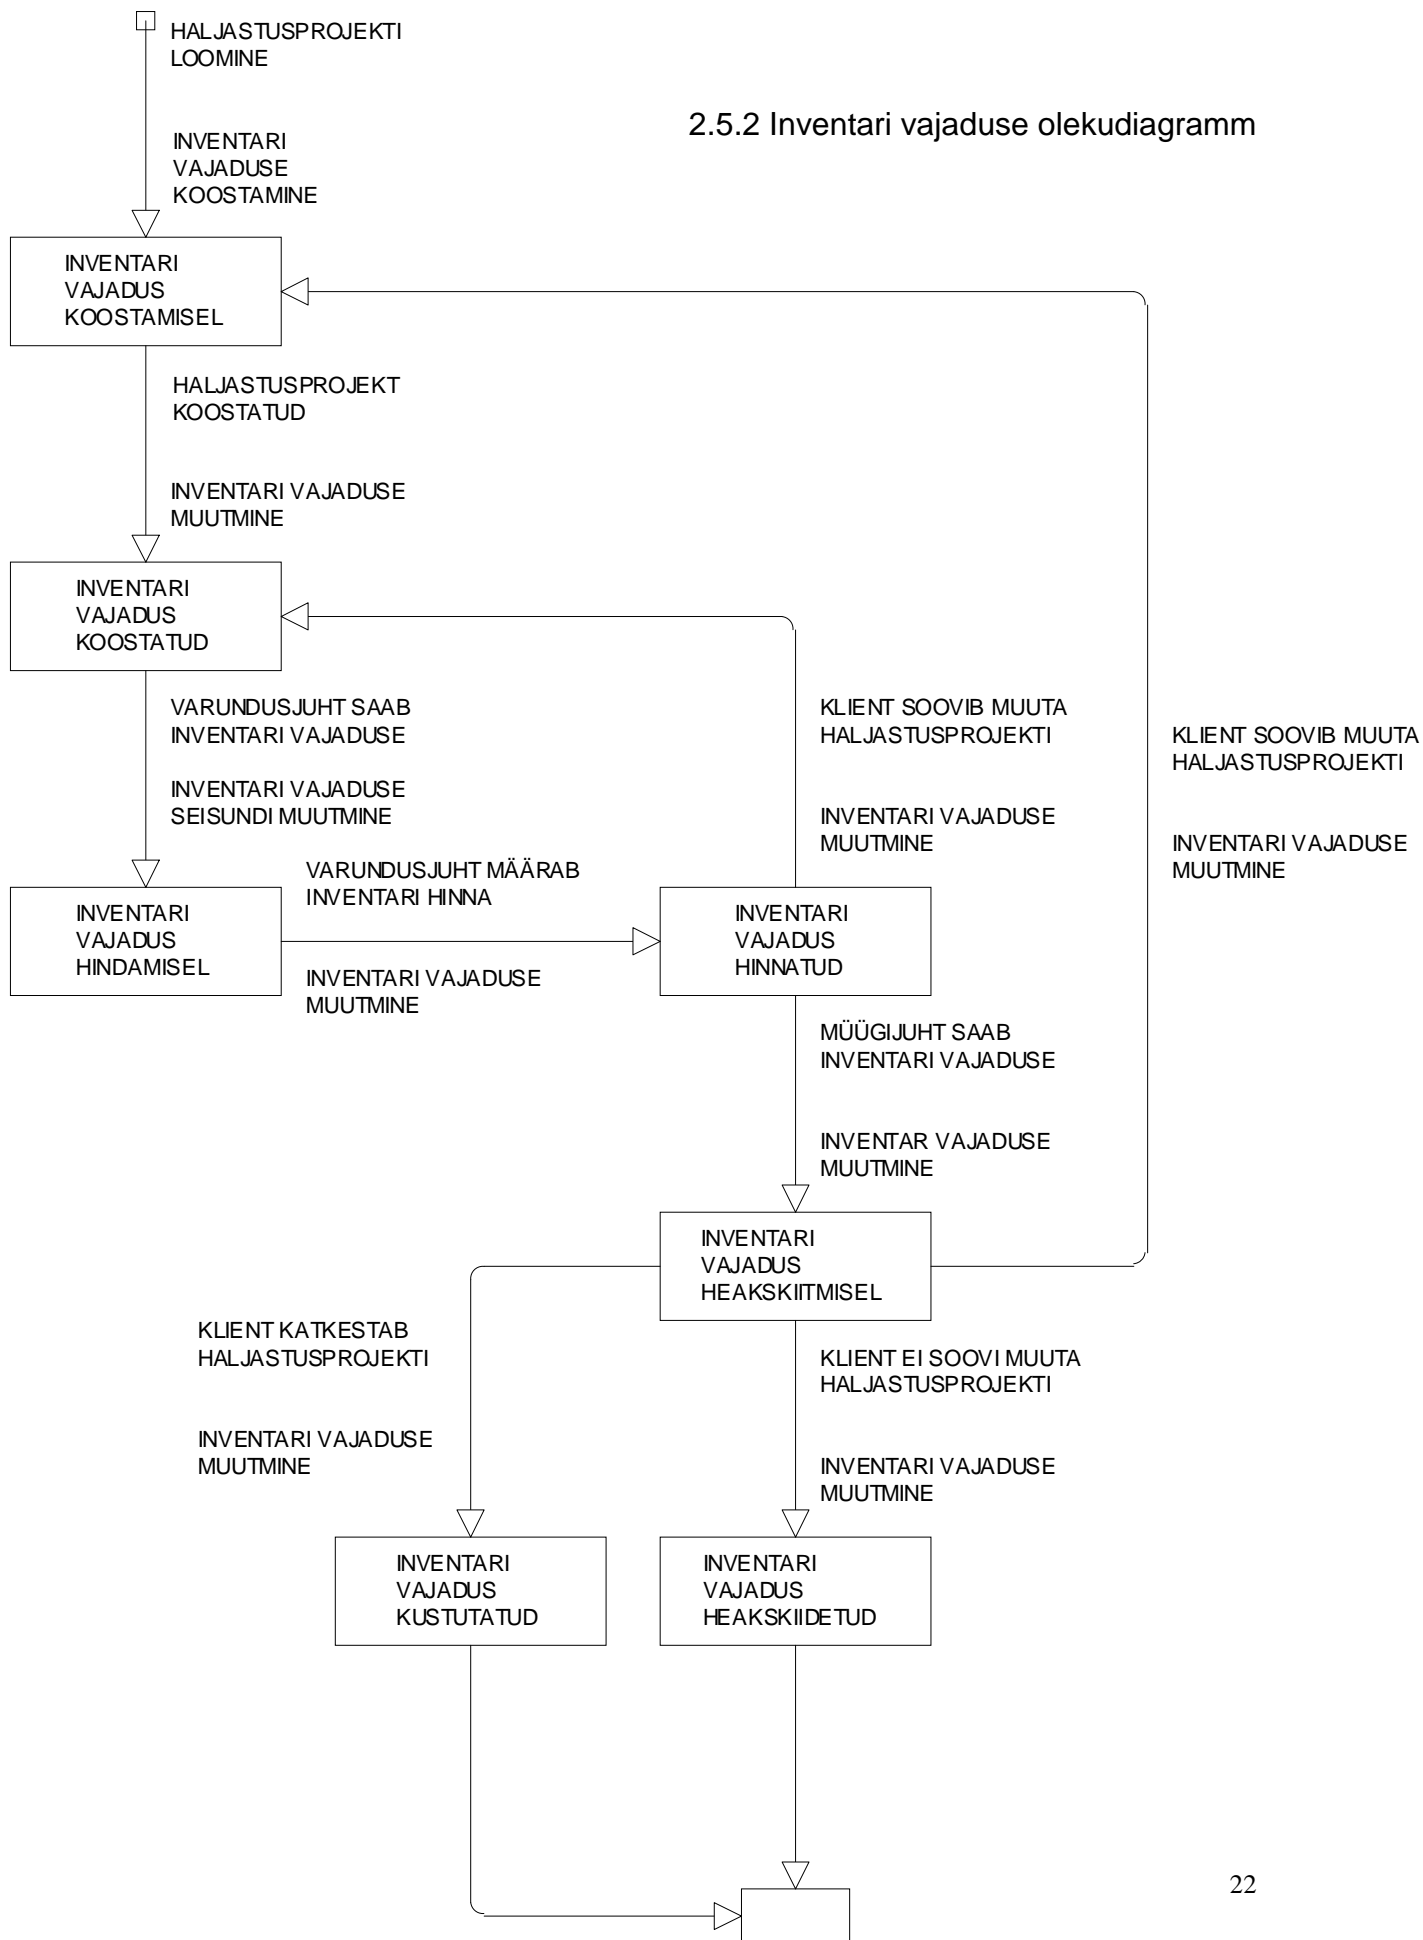 HALJASTUSPROJEKTI
LOOMINE
2.5.2 Inventari vajaduse olekudiagramm
INVENTARI
VAJADUSE
KOOSTAMINE
INVENTARI
VAJADUS
KOOSTAMISEL
HALJASTUSPROJEKT
KOOSTATUD
INVENTARI VAJADUSE
MUUTMINE
INVENTARI
VAJADUS
KOOSTATUD
VARUNDUSJUHT SAAB
INVENTARI VAJADUSE
INVENTARI VAJADUSE
SEISUNDI MUUTMINE
KLIENT SOOVIB MUUTA
HALJASTUSPROJEKTI
INVENTARI VAJADUSE
MUUTMINE
KLIENT SOOVIB MUUTA
HALJASTUSPROJEKTI
INVENTARI VAJADUSE
MUUTMINE
INVENTARI
VAJADUS
HINDAMISEL
VARUNDUSJUHT MÄÄRAB
INVENTARI HINNA
INVENTARI VAJADUSE
MUUTMINE
INVENTARI
VAJADUS
HINNATUD
MÜÜGIJUHT SAAB
INVENTARI VAJADUSE
INVENTAR VAJADUSE
MUUTMINE
INVENTARI
VAJADUS
HEAKSKIITMISEL
KLIENT KATKESTAB
HALJASTUSPROJEKTI
INVENTARI VAJADUSE
MUUTMINE
KLIENT EI SOOVI MUUTA
HALJASTUSPROJEKTI
INVENTARI VAJADUSE
MUUTMINE
INVENTARI
VAJADUS
KUSTUTATUD
INVENTARI
VAJADUS
HEAKSKIIDETUD
22